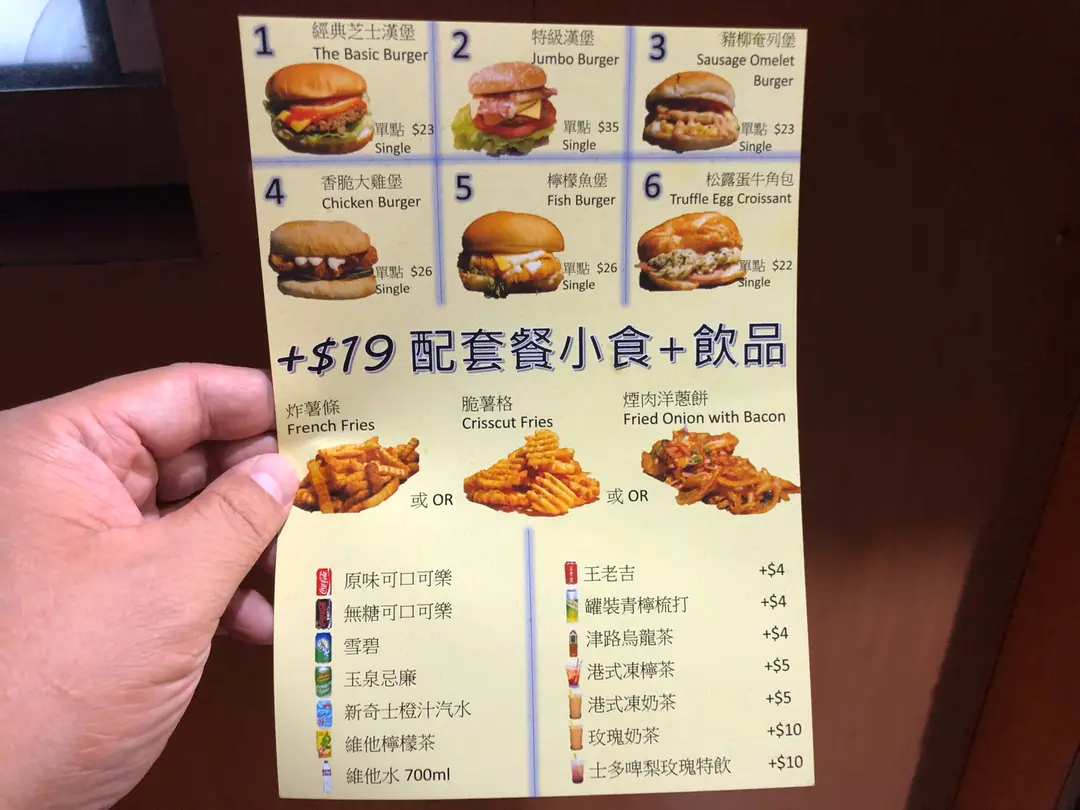 1
經典芝士漢堡
The Basic Burger
單點 $23
Single
2
特級漢堡
Jumbo Burger
單點 $35
Single
3
豬柳奄列堡
Sausage Omelet
Burger
單點 $23
Single
4
香脆大雞堡
Chicken Burger
單點 $26
Single
5
檸檬魚堡
Fish Burger
單點 $26
Single
6
松露蛋牛角包
Truffle Egg Croissant
單點 $22
Single
+$19 配套餐小食+飲品
炸薯條
French Fries
或 OR
脆薯格
Crisscut Fries
或 OR
煙肉洋蔥餅
Fried Onion with Bacon
原味可口可樂
無糖可口可樂
雪碧
玉泉忌廉
新奇士橙汁汽水
維他檸檬茶
維他水 700ml
王老吉 +$4
罐裝青檸梳打 +$4
津路烏龍茶 +$4
港式凍檸茶 +$5
港式凍奶茶 +$5
玫瑰奶茶 +$10
士多啤梨玫瑰特飲 +$10